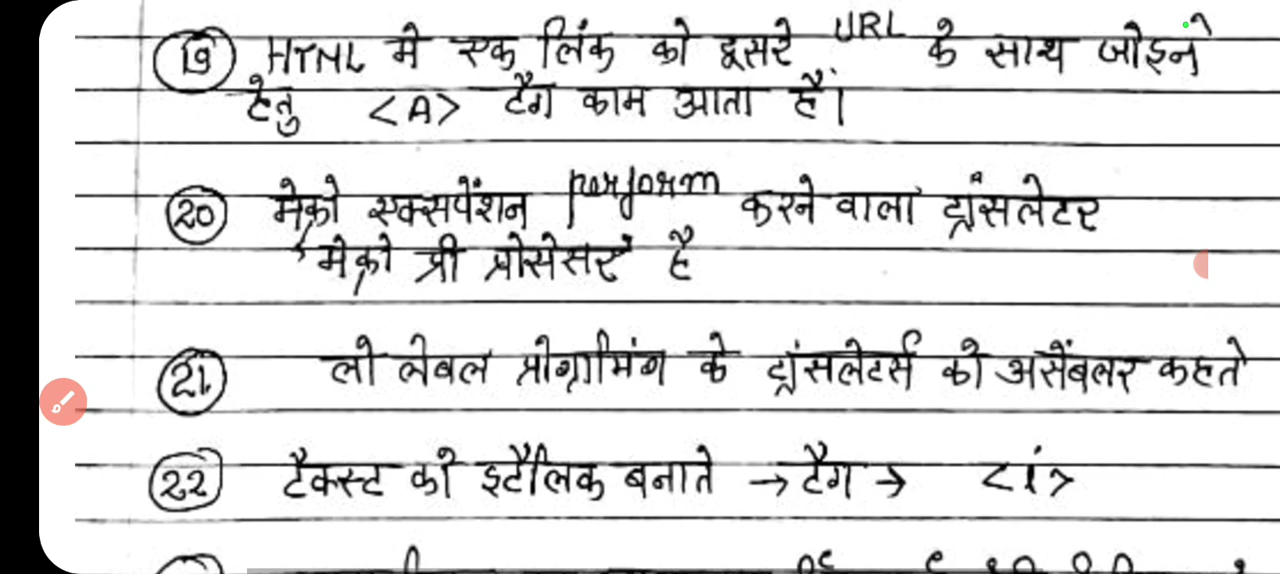 19 HTML में एक लिंक को दूसरे URL के साथ जोड़ने
हेतु <A> टैग काम आता है।
20 मेक्रो एक्सपेंशन perform करने वाला ट्रांसलेटर
मेक्रो प्री प्रोसेसर है
21. लो लेवल प्रोग्रामिंग के ट्रांसलेटर्स को असेंबलर कहते
22 टैक्स्ट को इटैलिक बनाते → टैग → <i>